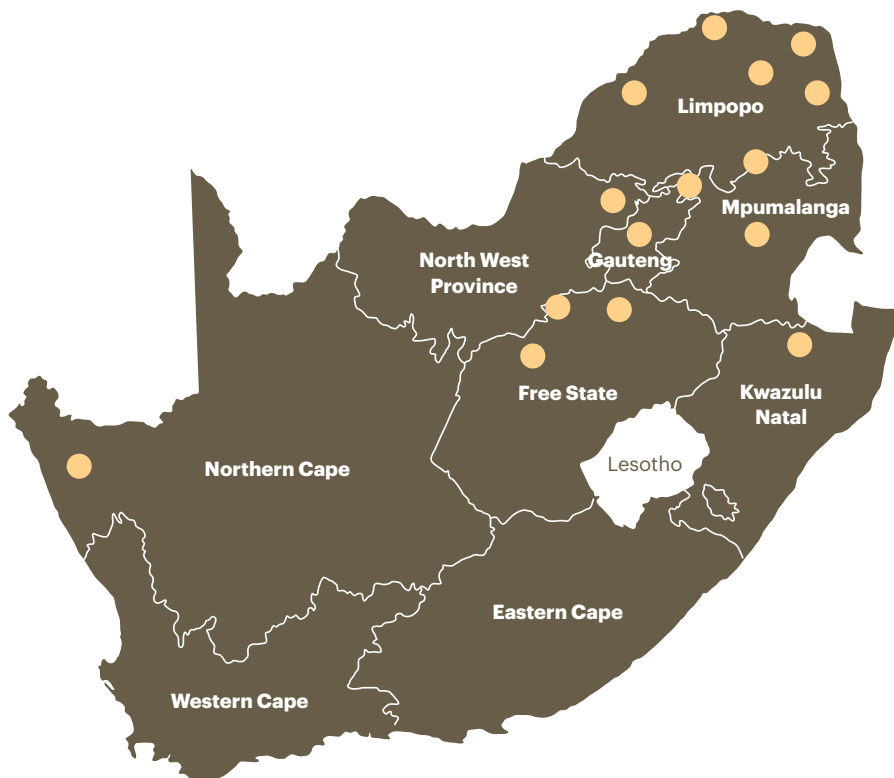 Limpopo
Mpumalanga
North West
Province
Gauteng
Free State
Kwazulu
Natal
Lesotho
Northern Cape
Eastern Cape
Western Cape